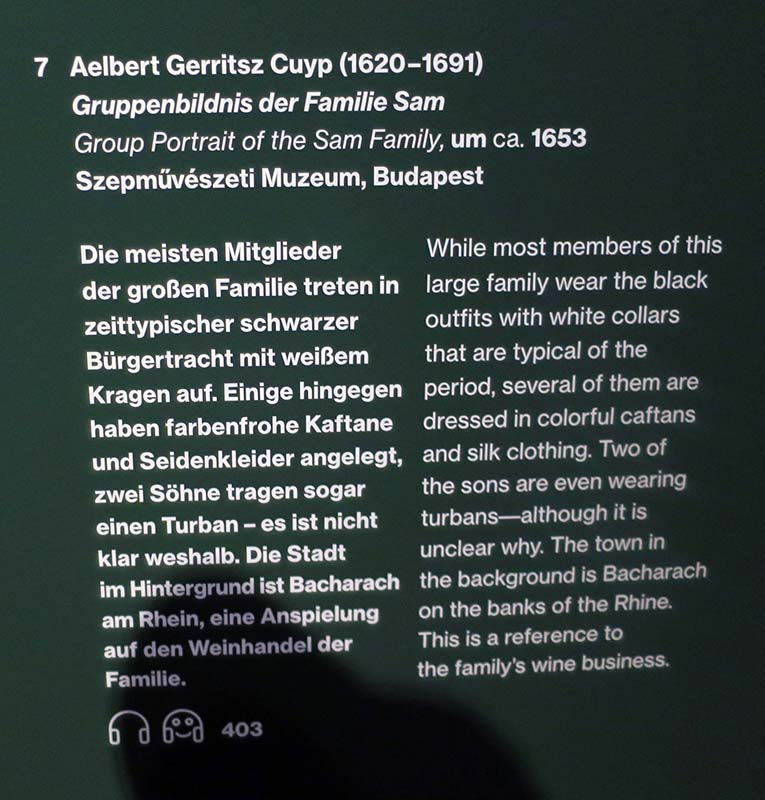 7 Aelbert Gerritsz Cuyp (1620–1691)
Gruppenbildnis der Familie Sam
Group Portrait of the Sam Family, um ca. 1653
Szepművészeti Muzeum, Budapest
Die meisten Mitglieder
der großen Familie treten in
zeittypischer schwarzer
Bürgertracht mit weißem
Kragen auf. Einige hingegen
haben farbenfrohe Kaftane
und Seidenkleider angelegt,
zwei Söhne tragen sogar
einen Turban – es ist nicht
klar weshalb. Die Stadt
im Hintergrund ist Bacharach
am Rhein, eine Anspielung
auf den Weinhandel der
Familie.
While most members of this
large family wear the black
outfits with white collars
that are typical of the
period, several of them are
dressed in colorful caftans
and silk clothing. Two of
the sons are even wearing
turbans—although it is
unclear why. The town in
the background is Bacharach
on the banks of the Rhine.
This is a reference to
the family's wine business.
403